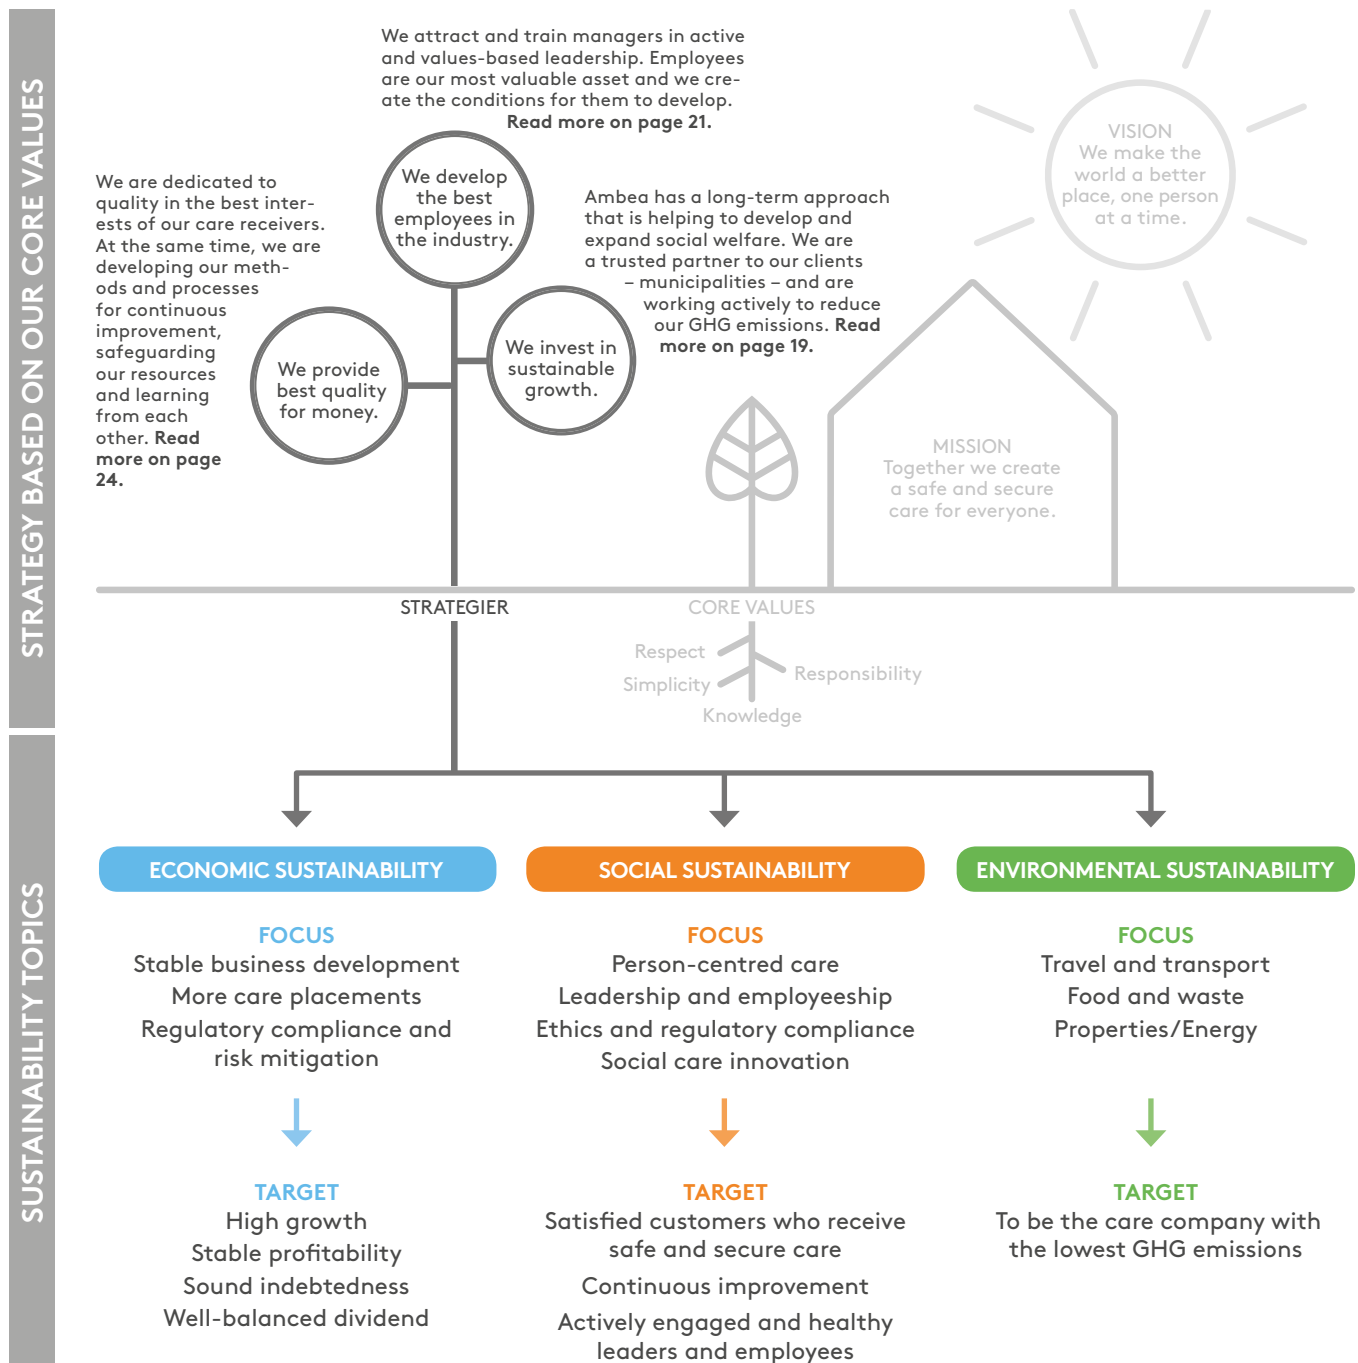 STRATEGY BASED ON OUR CORE VALUES
We attract and train managers in active
and values-based leadership. Employees
are our most valuable asset and we cre-
ate the conditions for them to develop.
Read more on page 21.
We develop
the best
employees in
the industry.
We are dedicated to
quality in the best inter-
ests of our care receivers.
At the same time, we are
developing our meth-
ods and processes
for continuous
improvement,
safeguarding
our resources
and learning
from each
other. Read
more on page
24.
We provide
best quality
for money.
Ambea has a long-term approach
that is helping to develop and
expand social welfare. We are
a trusted partner to our clients
– municipalities – and are
working actively to reduce
our GHG emissions. Read
more on page 19.
We invest in
sustainable
growth.
VISION
We make the
world a better
place, one person
at a time.
MISSION
Together we create
a safe and secure
care for everyone.
STRATEGIER
CORE VALUES
Respect
Responsibility
Simplicity
Knowledge
SUSTAINABILITY TOPICS
ECONOMIC SUSTAINABILITY
FOCUS
Stable business development
More care placements
Regulatory compliance and
risk mitigation
TARGET
High growth
Stable profitability
Sound indebtedness
Well-balanced dividend
SOCIAL SUSTAINABILITY
FOCUS
Person-centred care
Leadership and employeeship
Ethics and regulatory compliance
Social care innovation
TARGET
Satisfied customers who receive
safe and secure care
Continuous improvement
Actively engaged and healthy
leaders and employees
ENVIRONMENTAL SUSTAINABILITY
FOCUS
Travel and transport
Food and waste
Properties/Energy
TARGET
To be the care company with
the lowest GHG emissions